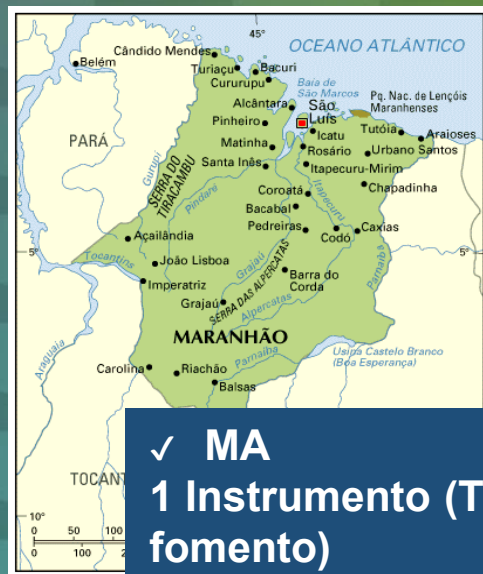 45°
OCEANO ATLÂNTICO
Cândido Mendes
Belém
Turiaçu
Bacuri
Cururupu
Baía de
São Marcos
Alcântara
São
Luís
Pq. Nac. de Lençóis
Maranhenses
PARÁ
Pinheiro
Icatu
Tutóia
Araioses
Matinha
Rosário
Urbano Santos
Santa Inês
Itapecuru-Mirim
Gurupi
SERRA DO
TIRACAMBU
Pindaré
Coroatá
Itapecuru
Chapadinha
Bacabal
Pedreiras
Codó
Caxias
Açailândia
5°
5°
Tocantins
João Lisboa
Grajaú
Barra do
Corda
Parnaíba
Imperatriz
Grajaú
SERRA DAS ALPERCATAS
Alpercatas
MARANHÃO
Araguaia
Parnaíba
Usina Castelo Branco
(Boa Esperança)
Carolina
Riachão
Balsas
TOCANT
✓ MA
1 Instrumento (T
fomento)
10°
0 50 100
0 100 200